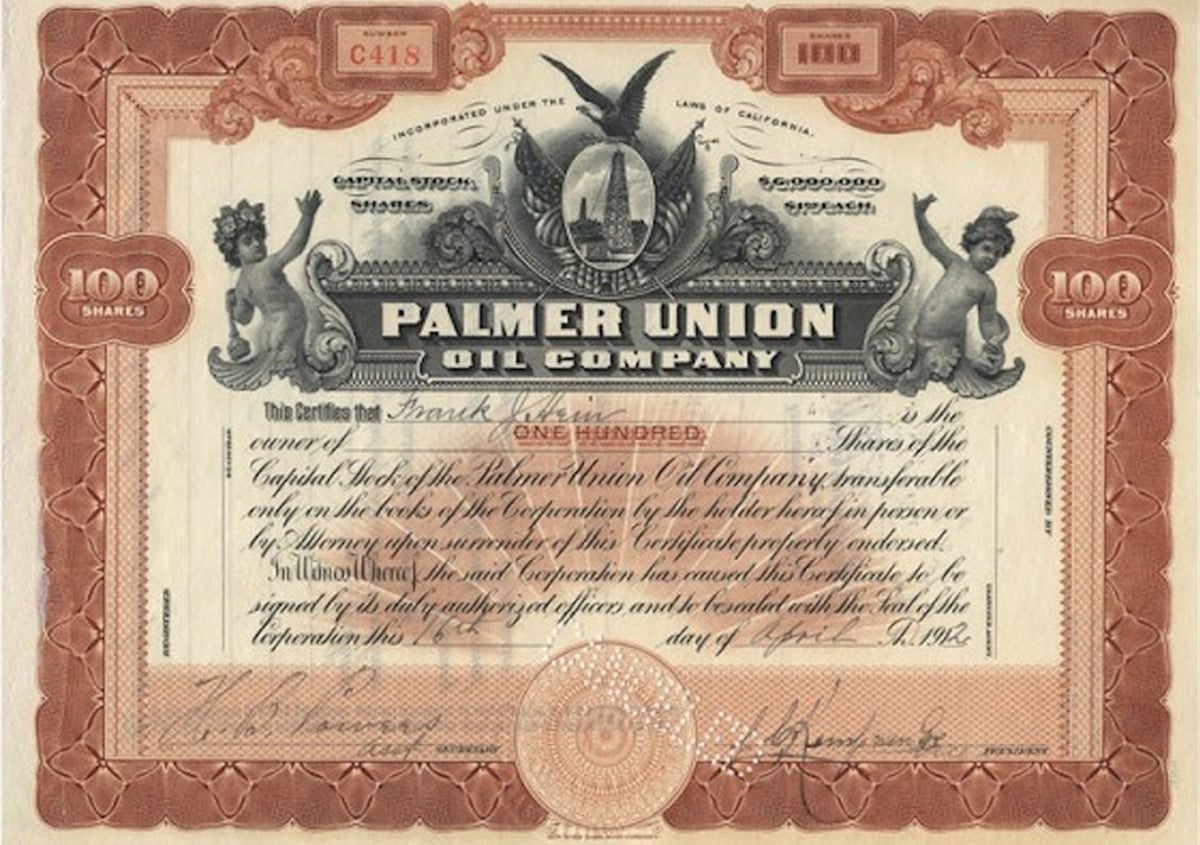 NUMBER
C418
SHARES
100
INCORPORATED UNDER THE LAWS OF CALIFORNIA.
CAPITAL STOCK, $6,000,000
SHARES $1.00 EACH.
100
SHARES
100
SHARES
PALMER UNION
OIL COMPANY
This Certifies that Frank J. Hein is the
owner of ONE HUNDRED Shares of the
Capital Stock of the Palmer Union Oil Company, transferable
only on the books of the Corporation by the holder hereof in person or
by Attorney upon surrender of this Certificate properly endorsed.
In Witness Whereof, the said Corporation has caused this Certificate to be
signed by its duly authorized officers and to be sealed with the Seal of the
Corporation this 16th day of April A.D. 1912
COUNTERSIGNED BY
REGISTERED
H. B. Powers
Asst SECRETARY
PRESIDENT